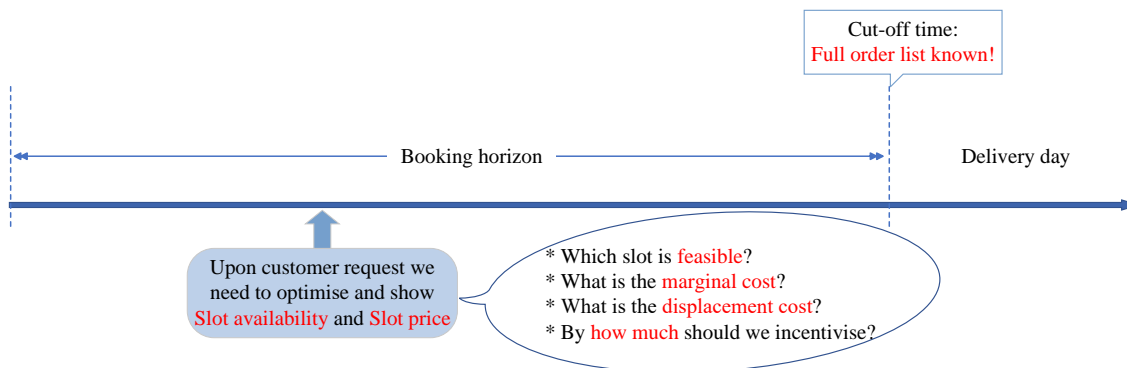 Cut-off time:
Full order list known!
Booking horizon
Delivery day
Upon customer request we
need to optimise and show
Slot availability and Slot price
* Which slot is feasible?
* What is the marginal cost?
* What is the displacement cost?
* By how much should we incentivise?